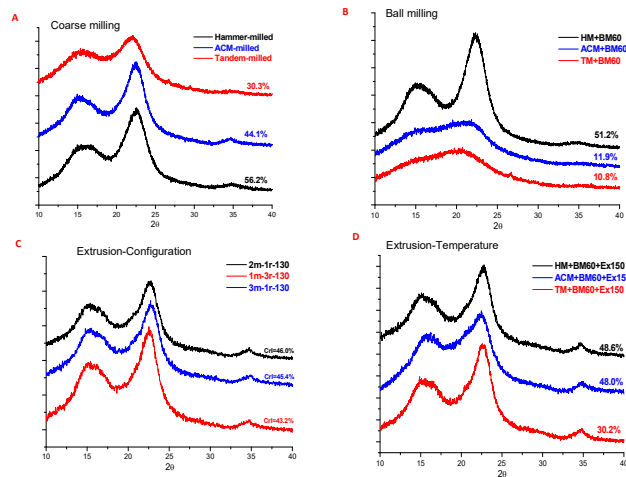 A
Coarse milling
Hammer-milled
ACM-milled
Tandem-milled
30.3%
44.1%
56.2%
10 15 20 25 30 35 40
2θ
B
Ball milling
HM+BM60
ACM+BM60
TM+BM60
51.2%
11.9%
10.8%
10 15 20 25 30 35 40
2θ
C
Extrusion-Configuration
2m-1r-130
1m-3r-130
3m-1r-130
CrI=46.0%
CrI=45.4%
CrI=43.2%
10 15 20 25 30 35 40
2θ
D
Extrusion-Temperature
HM+BM60+Ex150
ACM+BM60+Ex15
TM+BM60+Ex150
48.6%
48.0%
30.2%
10 15 20 25 30 35 40
2θ